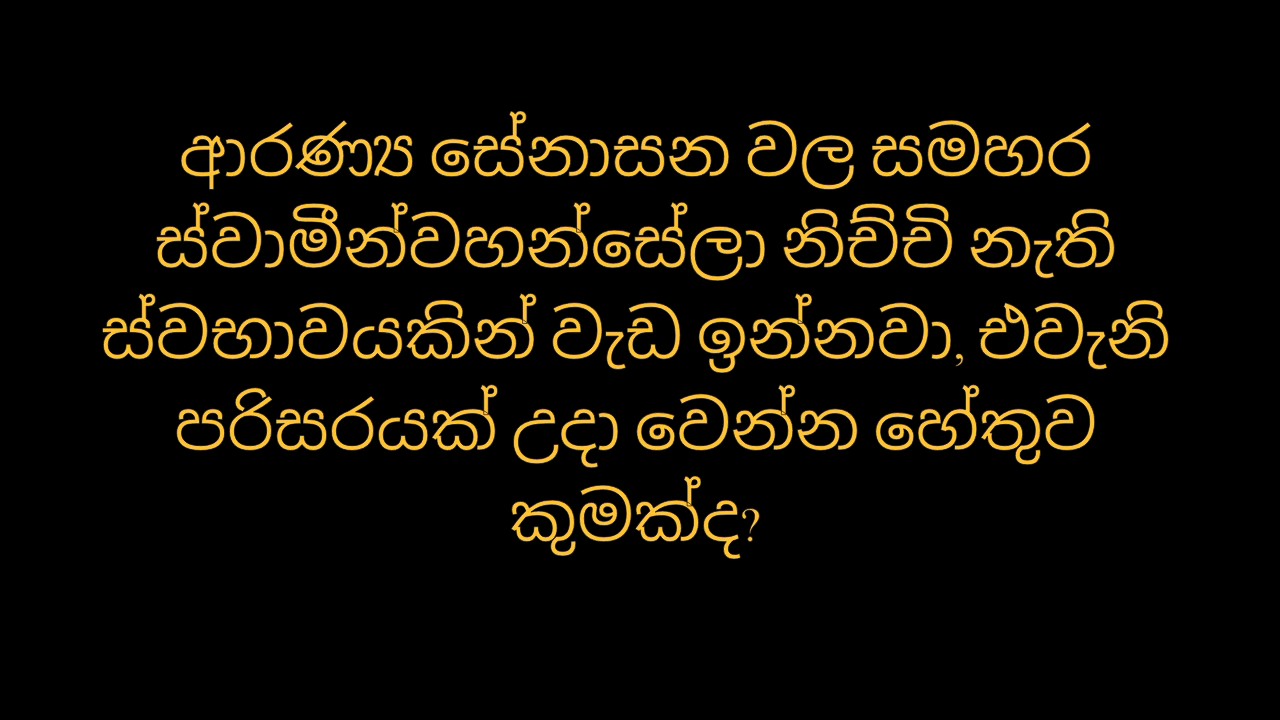 ආරණ්‍ය සේනාසන වල සමහර
ස්වාමීන්වහන්සේලා නිච්චි නැති
ස්වභාවයකින් වැඩ ඉන්නවා, එවැනි
පරිසරයක් උදා වෙන්න හේතුව
කුමක්ද?